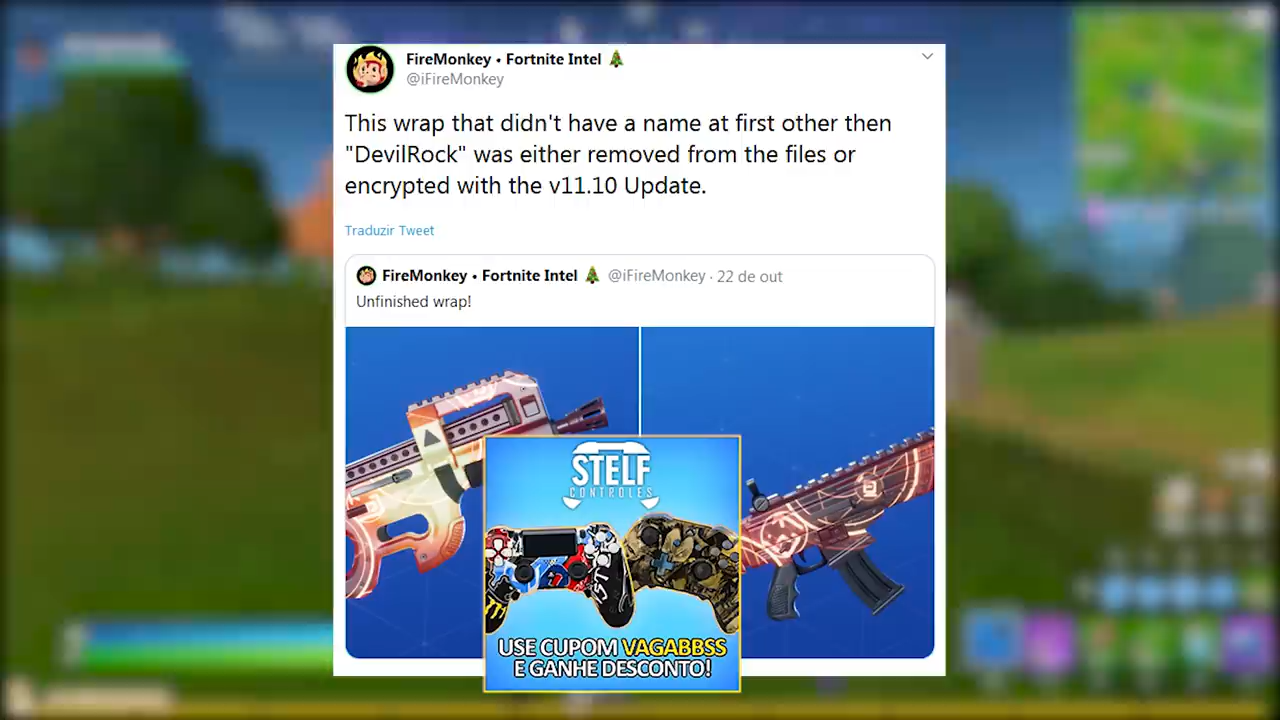 FireMonkey • Fortnite Intel 🎄
@iFireMonkey
This wrap that didn't have a name at first other then
"DevilRock" was either removed from the files or
encrypted with the v11.10 Update.
Traduzir Tweet
FireMonkey • Fortnite Intel 🎄 @iFireMonkey · 22 de out
Unfinished wrap!
STELF
CONTROLES
USE CUPOM VAGABBSS
E GANHE DESCONTO!